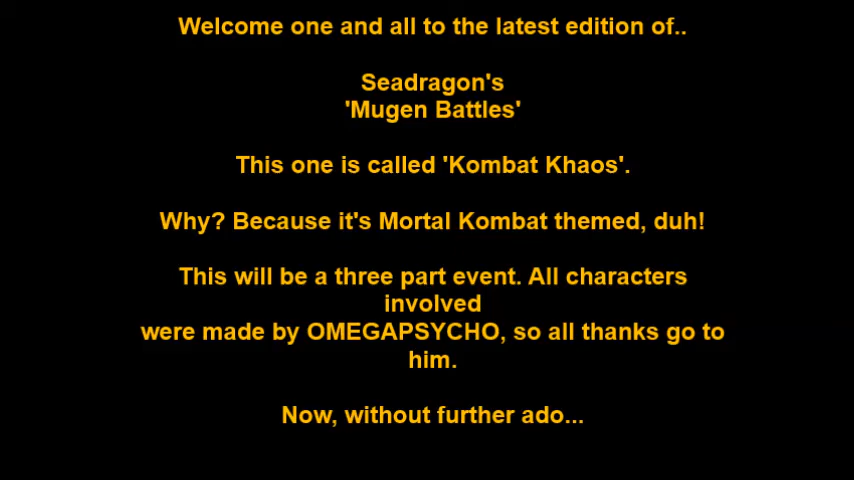 Welcome one and all to the latest edition of..
Seadragon's
'Mugen Battles'
This one is called 'Kombat Khaos'.
Why? Because it's Mortal Kombat themed, duh!
This will be a three part event. All characters
involved
were made by OMEGAPSYCHO, so all thanks go to
him.
Now, without further ado...